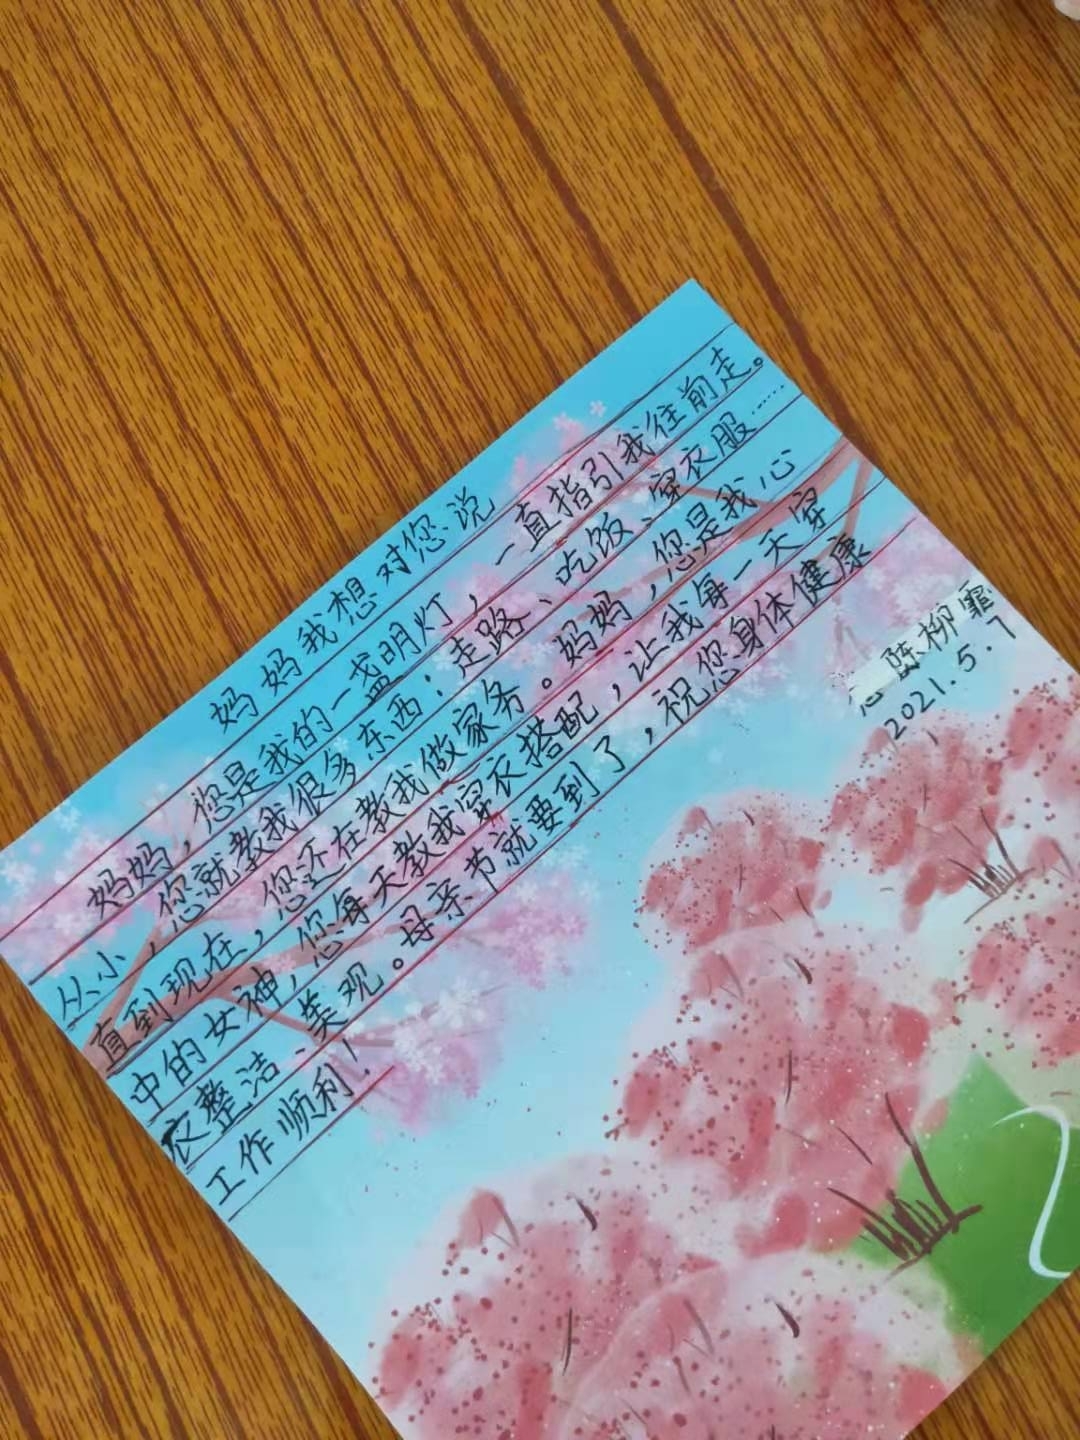 妈妈我想对您说
妈妈，您是我的一盏明灯，一直指引我往前走。
从小，您就教我很多东西：走路、吃饭、穿衣服……
直到现在，您还在教我做家务。妈妈，您是我心
中的女神，您每天教我穿衣搭配，让我每一天穿
衣整洁、美观。母亲节就要到了，祝您身体健康
工作顺利！
陈柳霏
2021.5.7